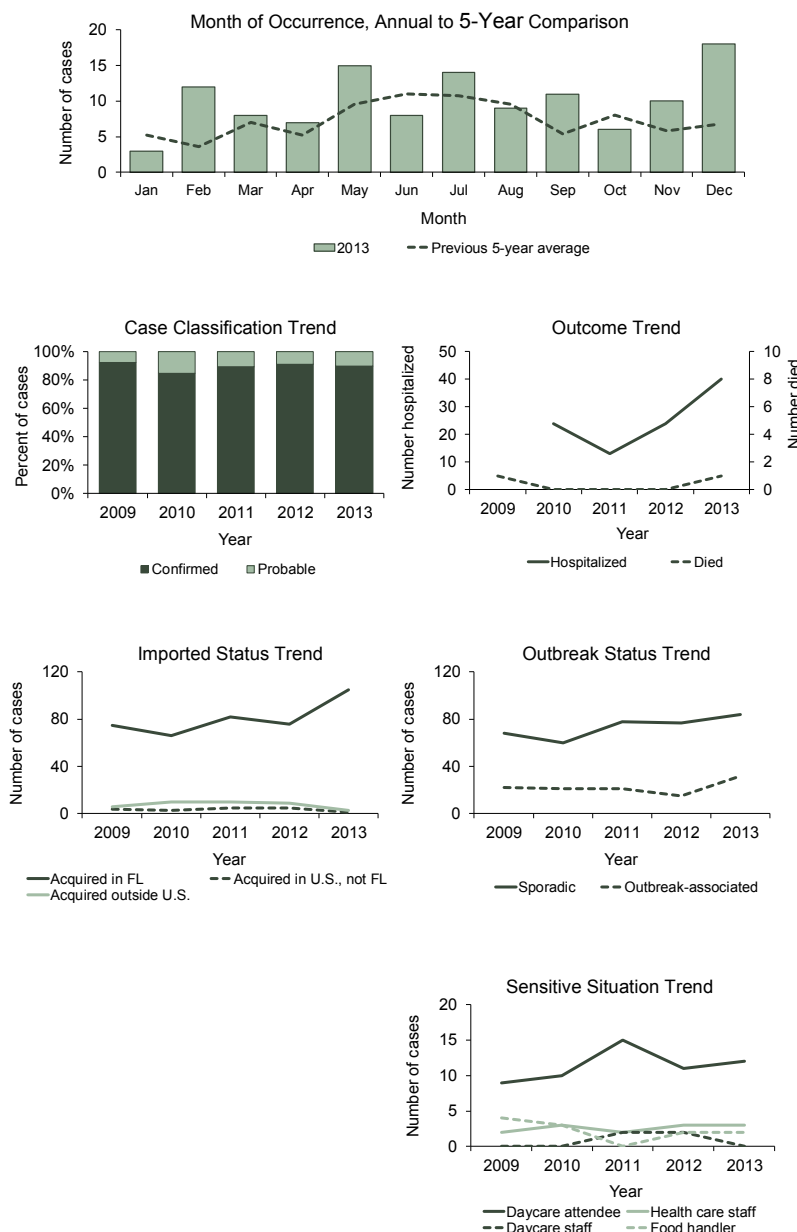 Month of Occurrence, Annual to 5-Year Comparison
Number of cases
20
15
10
5
0
Jan Feb Mar Apr May Jun Jul Aug Sep Oct Nov Dec
Month
2013 Previous 5-year average
Case Classification Trend
Percent of cases
100%
80%
60%
40%
20%
0%
2009 2010 2011 2012 2013
Year
Confirmed Probable
Outcome Trend
Number hospitalized
50
40
30
20
10
0
10
8
6
4
2
0
Number died
2009 2010 2011 2012 2013
Year
Hospitalized Died
Imported Status Trend
Number of cases
120
80
40
0
2009 2010 2011 2012 2013
Year
Acquired in FL Acquired in U.S., not FL
Acquired outside U.S.
Outbreak Status Trend
Number of cases
120
80
40
0
2009 2010 2011 2012 2013
Year
Sporadic Outbreak-associated
Sensitive Situation Trend
Number of cases
20
15
10
5
0
2009 2010 2011 2012 2013
Year
Daycare attendee Health care staff
Daycare staff Food handler